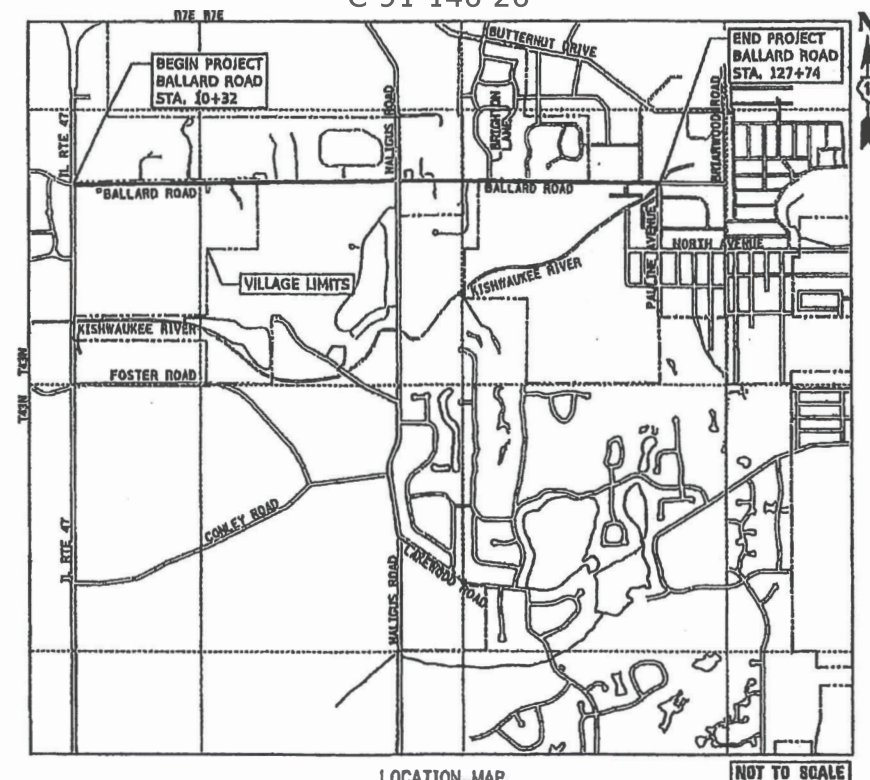 R7E R7E
N
BEGIN PROJECT
BALLARD ROAD
STA. 10+32
END PROJECT
BALLARD ROAD
STA. 127+74
BUTTERNUT DRIVE
BRIGHTON
LANE
IL RTE 47
HALIGUS ROAD
BRIARWOOD ROAD
BALLARD ROAD
BALLARD ROAD
PAULINE AVENUE
NORTH AVENUE
VILLAGE LIMITS
KISHWAUKEE RIVER
KISHWAUKEE RIVER
FOSTER ROAD
T43N T43N
CONLEY ROAD
IL RTE 47
HALIGUS ROAD
LAKEWOOD ROAD
LOCATION MAP
NOT TO SCALE